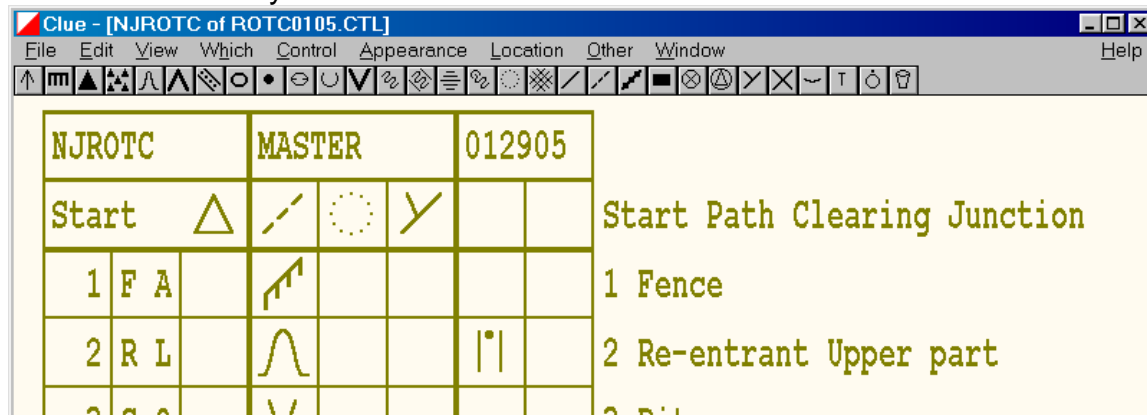 Clue - [NJROTC of ROTC0105.CTL]
File Edit View Which Control Appearance Location Other Window Help
NJROTC MASTER 012905
Start Start Path Clearing Junction
1 F A 1 Fence
2 R L 2 Re-entrant Upper part